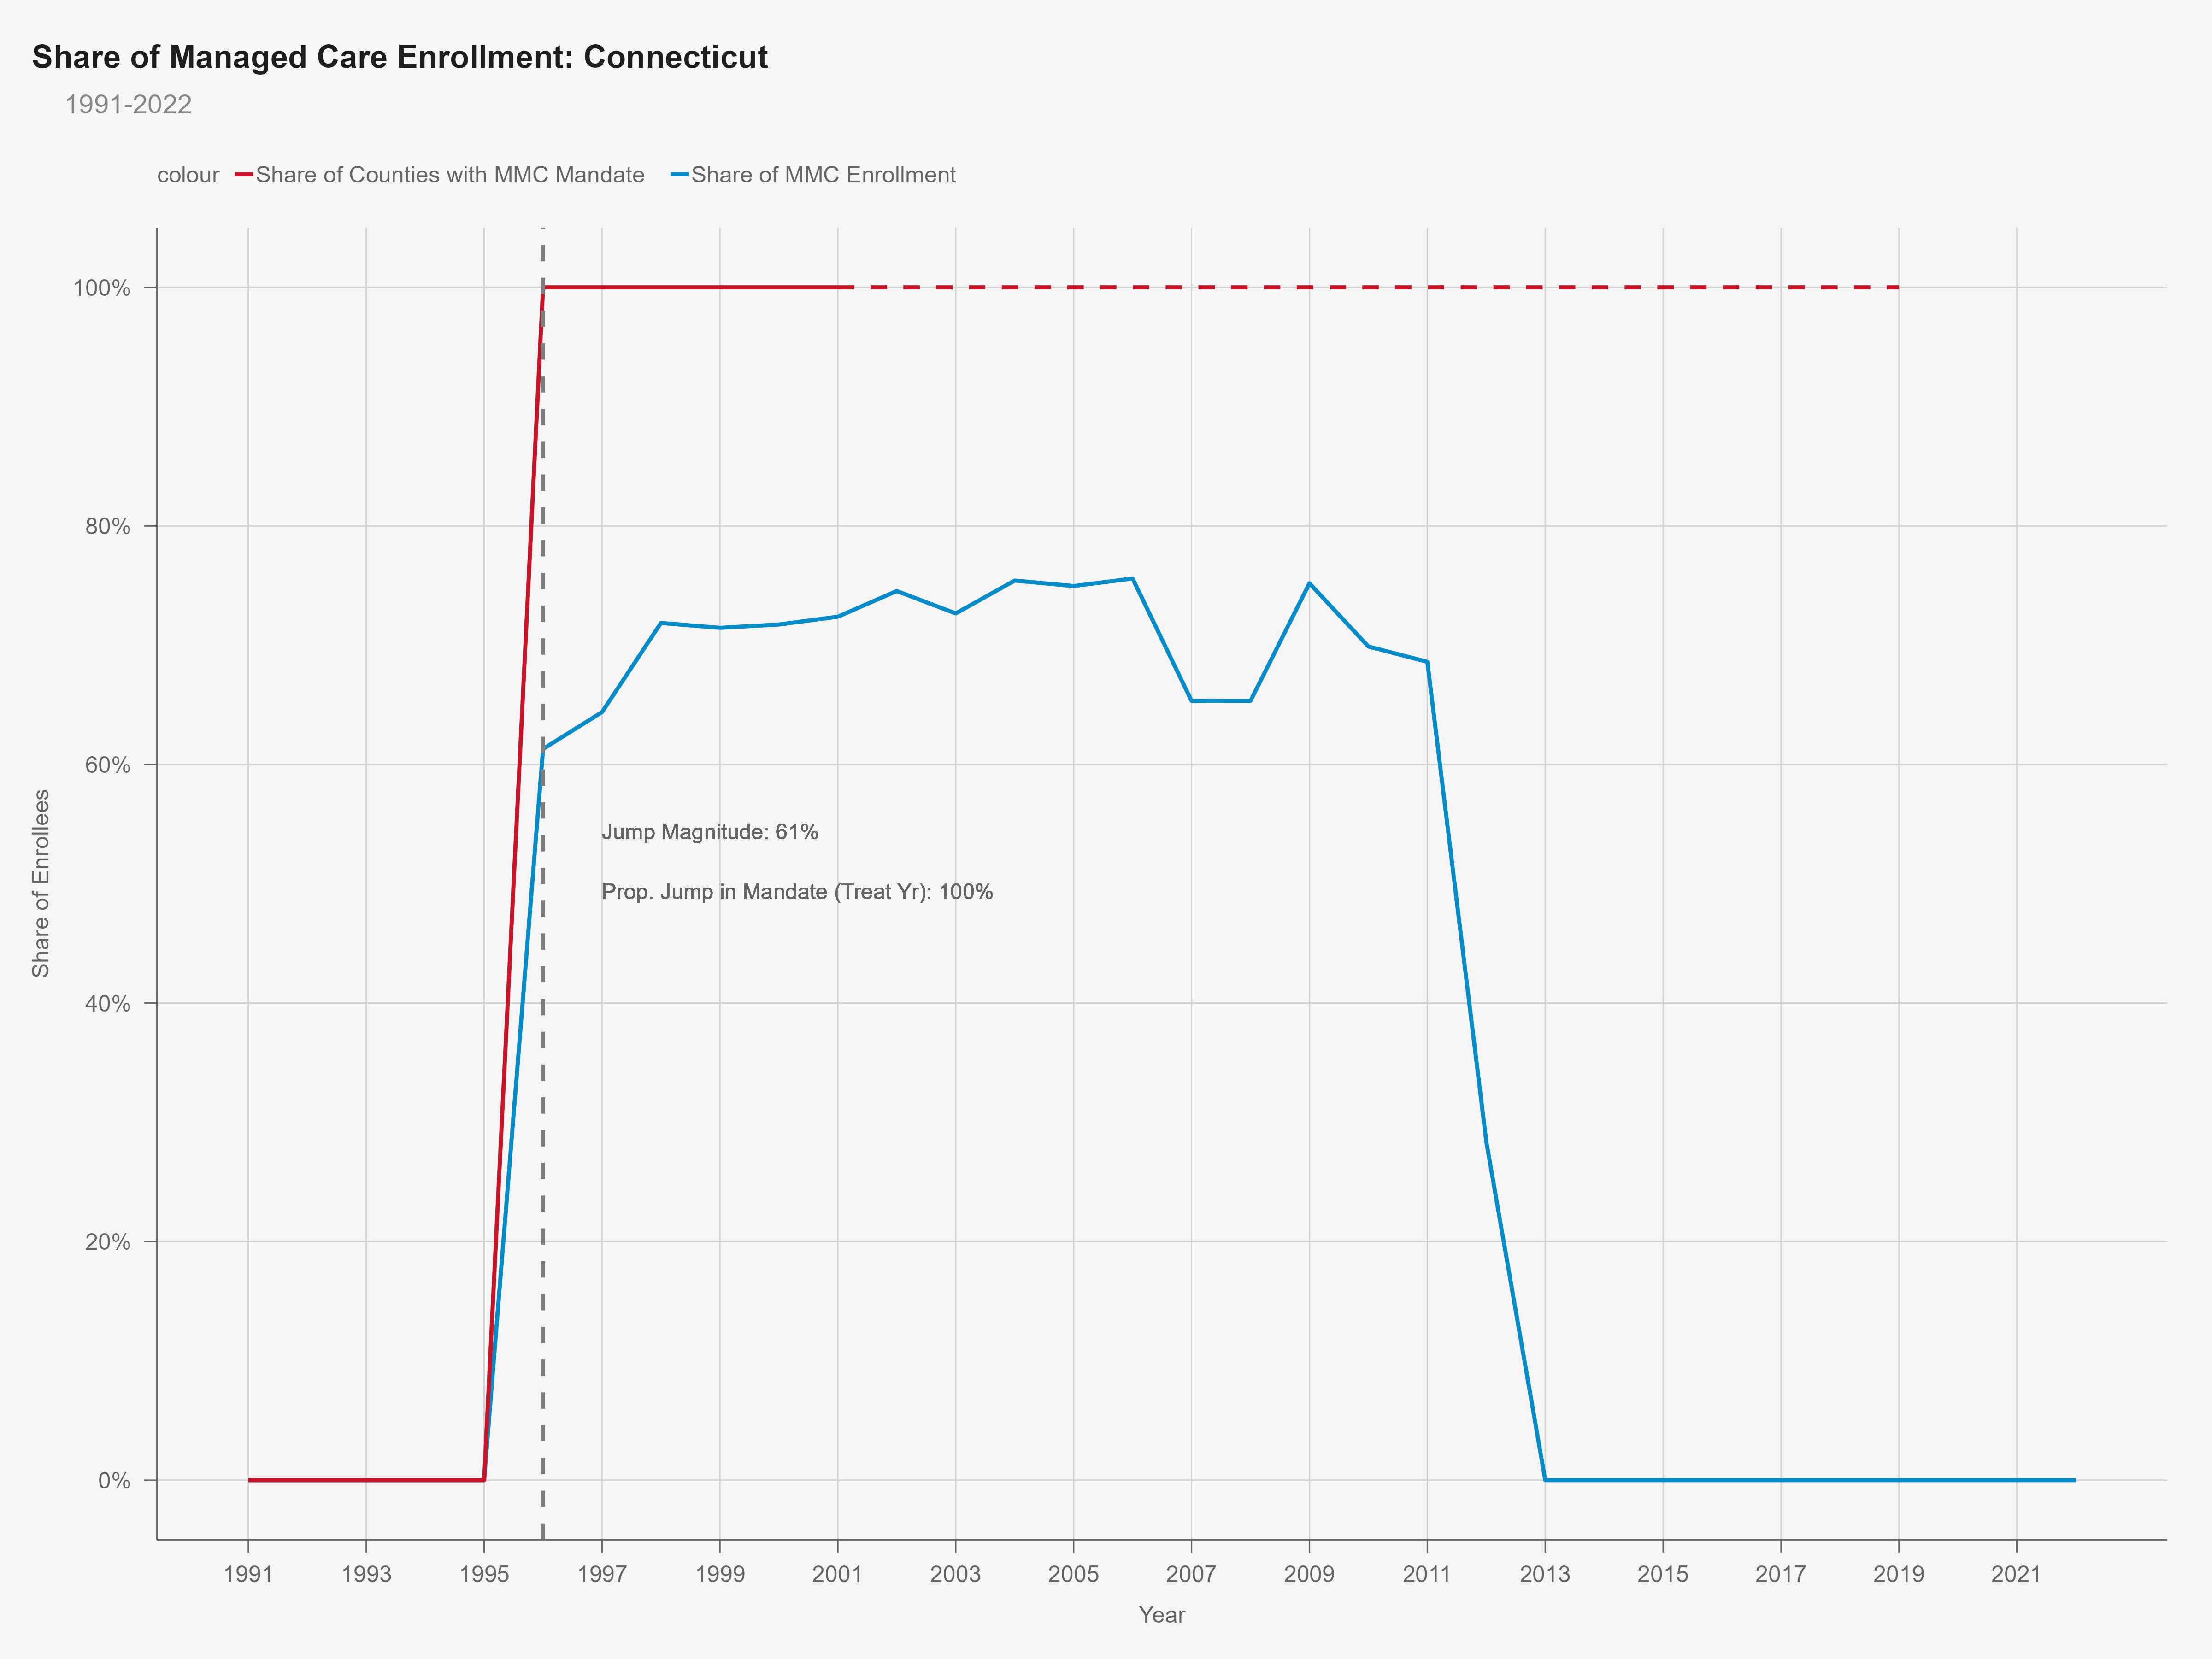 Share of Managed Care Enrollment: Connecticut
1991-2022
colour Share of Counties with MMC Mandate Share of MMC Enrollment
100%
80%
60%
40%
20%
0%
Share of Enrollees
Jump Magnitude: 61%
Prop. Jump in Mandate (Treat Yr): 100%
1991 1993 1995 1997 1999 2001 2003 2005 2007 2009 2011 2013 2015 2017 2019 2021
Year